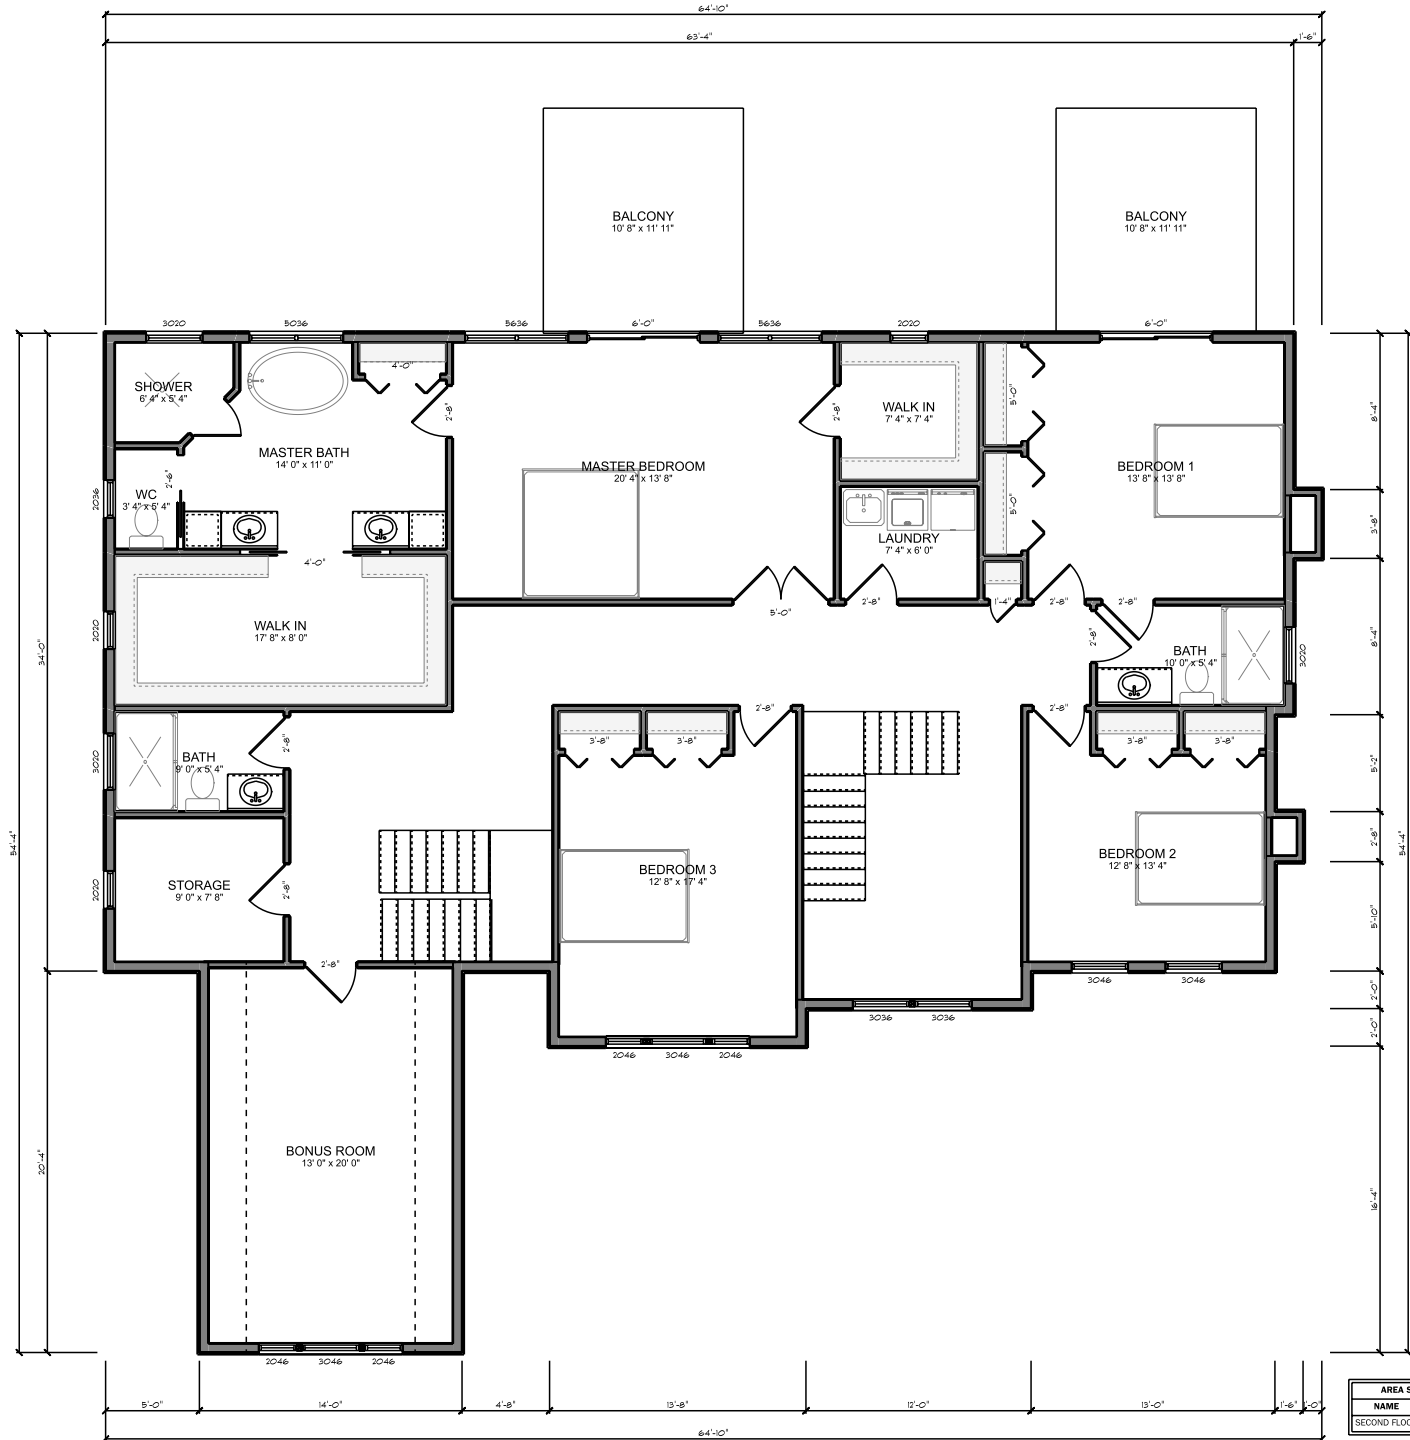 64'-10"
63'-4"
1'-6"
BALCONY
10' 8" x 11' 11"
BALCONY
10' 8" x 11' 11"
3020
5036
5636
6'-0"
5636
2020
6'-0"
4'-0"
SHOWER
6' 4" x 5' 4"
2'-8"
2'-8"
WALK IN
7' 4" x 7' 4"
5'-0"
8'-4"
MASTER BATH
14' 0" x 11' 0"
MASTER BEDROOM
20' 4" x 13' 8"
BEDROOM 1
13' 8" x 13' 8"
2'-6"
2036
WC
3' 4" x 5' 4"
5'-0"
3'-8"
LAUNDRY
7' 4" x 6' 0"
4'-0"
5'-0"
2'-8"
1'-4"
2'-8"
2'-8"
WALK IN
17' 8" x 8' 0"
2020
34'-0"
2'-8"
BATH
10' 0" x 5' 4"
3020
8'-4"
2'-8"
2'-8"
3'-8"
3'-8"
3'-8"
3'-8"
2'-8"
BATH
9' 0" x 5' 4"
3020
5'-2"
54'-4"
2'-8"
54'-4"
BEDROOM 2
12' 8" x 13' 4"
BEDROOM 3
12' 8" x 17' 4"
STORAGE
9' 0" x 7' 8"
2020
2'-8"
5'-10"
2'-8"
3046
3046
2'-0"
3036
3036
2'-0"
2046
3046
2046
BONUS ROOM
13' 0" x 20' 0"
20'-4"
16'-4"
2046
3046
2046
AREA S
NAME
SECOND FLOO
5'-0"
14'-0"
4'-8"
13'-8"
12'-0"
13'-0"
1'-6"
1'-0"
64'-10"